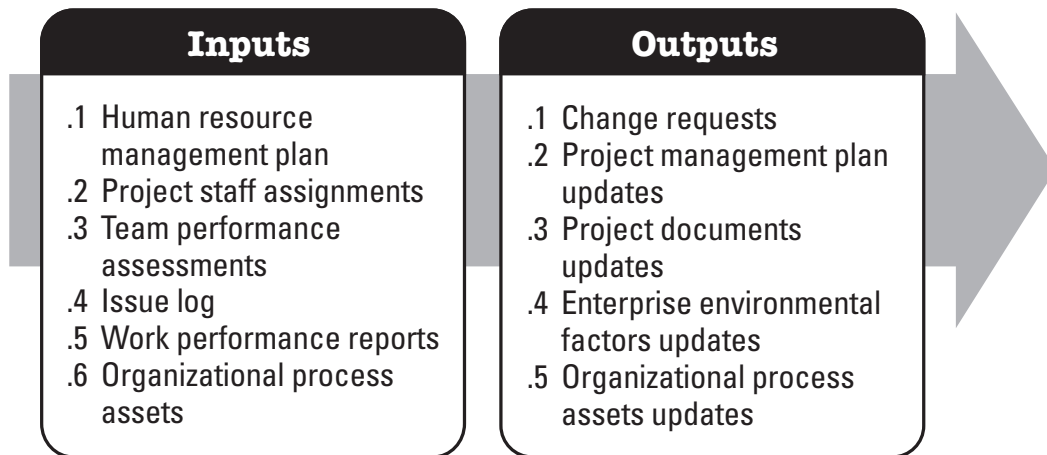 Inputs
.1 Human resource
management plan
.2 Project staff assignments
.3 Team performance
assessments
.4 Issue log
.5 Work performance reports
.6 Organizational process
assets
Outputs
.1 Change requests
.2 Project management plan
updates
.3 Project documents
updates
.4 Enterprise environmental
factors updates
.5 Organizational process
assets updates